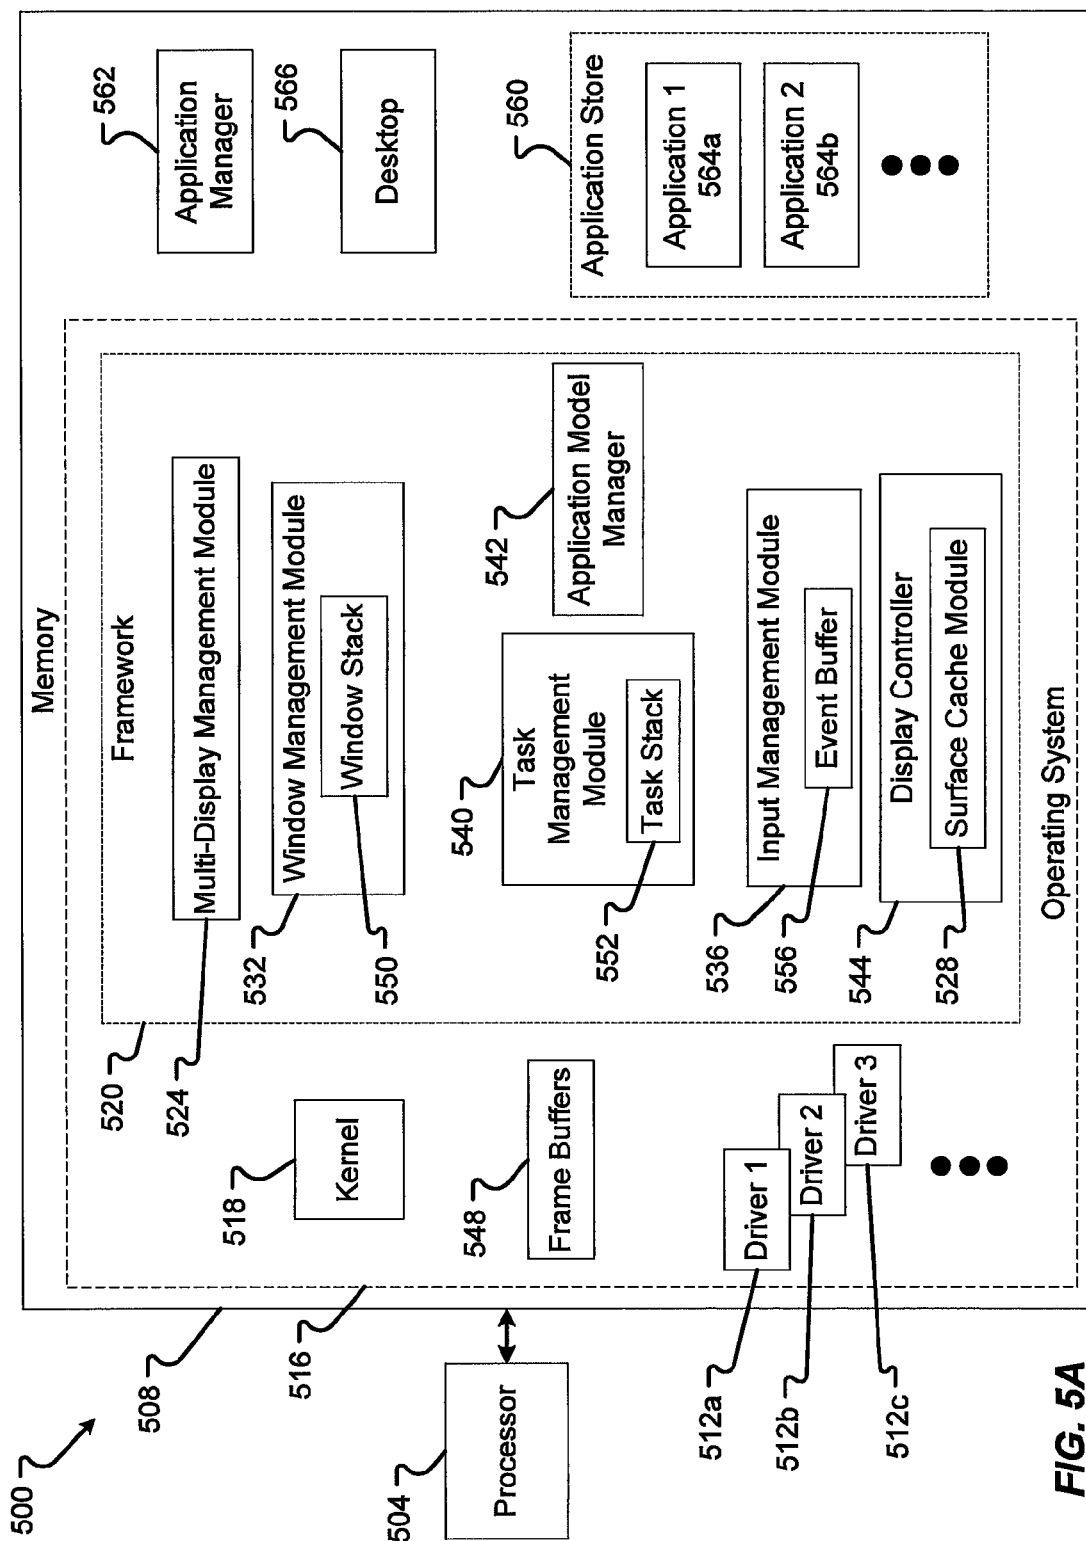 500
508
Memory
516
Operating System
504
Processor
518
Kernel
548
Frame Buffers
512a
Driver 1
512b
Driver 2
512c
Driver 3
520
Framework
524
Multi-Display Management Module
532
Window Management Module
550
Window Stack
540
Task
Management
Module
552
Task Stack
542
Application Model
Manager
536
Input Management Module
556
Event Buffer
544
Display Controller
528
Surface Cache Module
562
Application
Manager
566
Desktop
560
Application Store
Application 1
564a
Application 2
564b
FIG. 5A